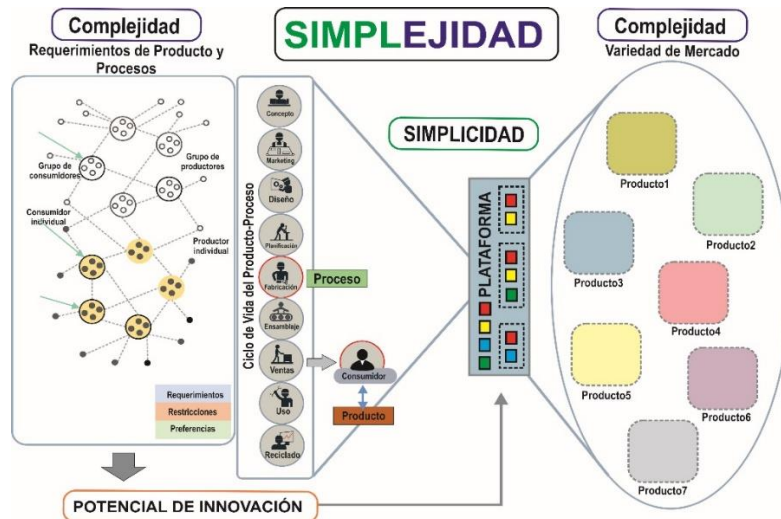 Complejidad
Requerimientos de Producto y
Procesos
SIMPLEJIDAD
Complejidad
Variedad de Mercado
Grupo de
consumidores
Grupo de
productores
Consumidor
individual
Productor
individual
Requerimientos
Restricciones
Preferencias
Ciclo de Vida del Producto-Proceso
Concepto
Marketing
Diseño
Planificación
Fabricación
Ensamblaje
Ventas
Uso
Reciclado
Proceso
Consumidor
Producto
SIMPLICIDAD
PLATAFORMA
Producto1
Producto2
Producto3
Producto4
Producto5
Producto6
Producto7
POTENCIAL DE INNOVACIÓN